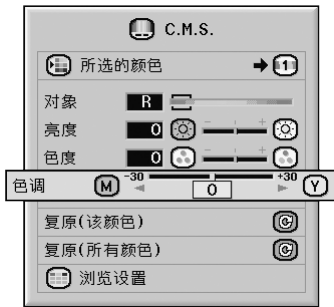 C.M.S.
所选的颜色 1
对象 R
亮度 0 - +
色度 0 - +
色调 M -30 0 +30 Y
复原(该颜色)
复原(所有颜色)
浏览设置